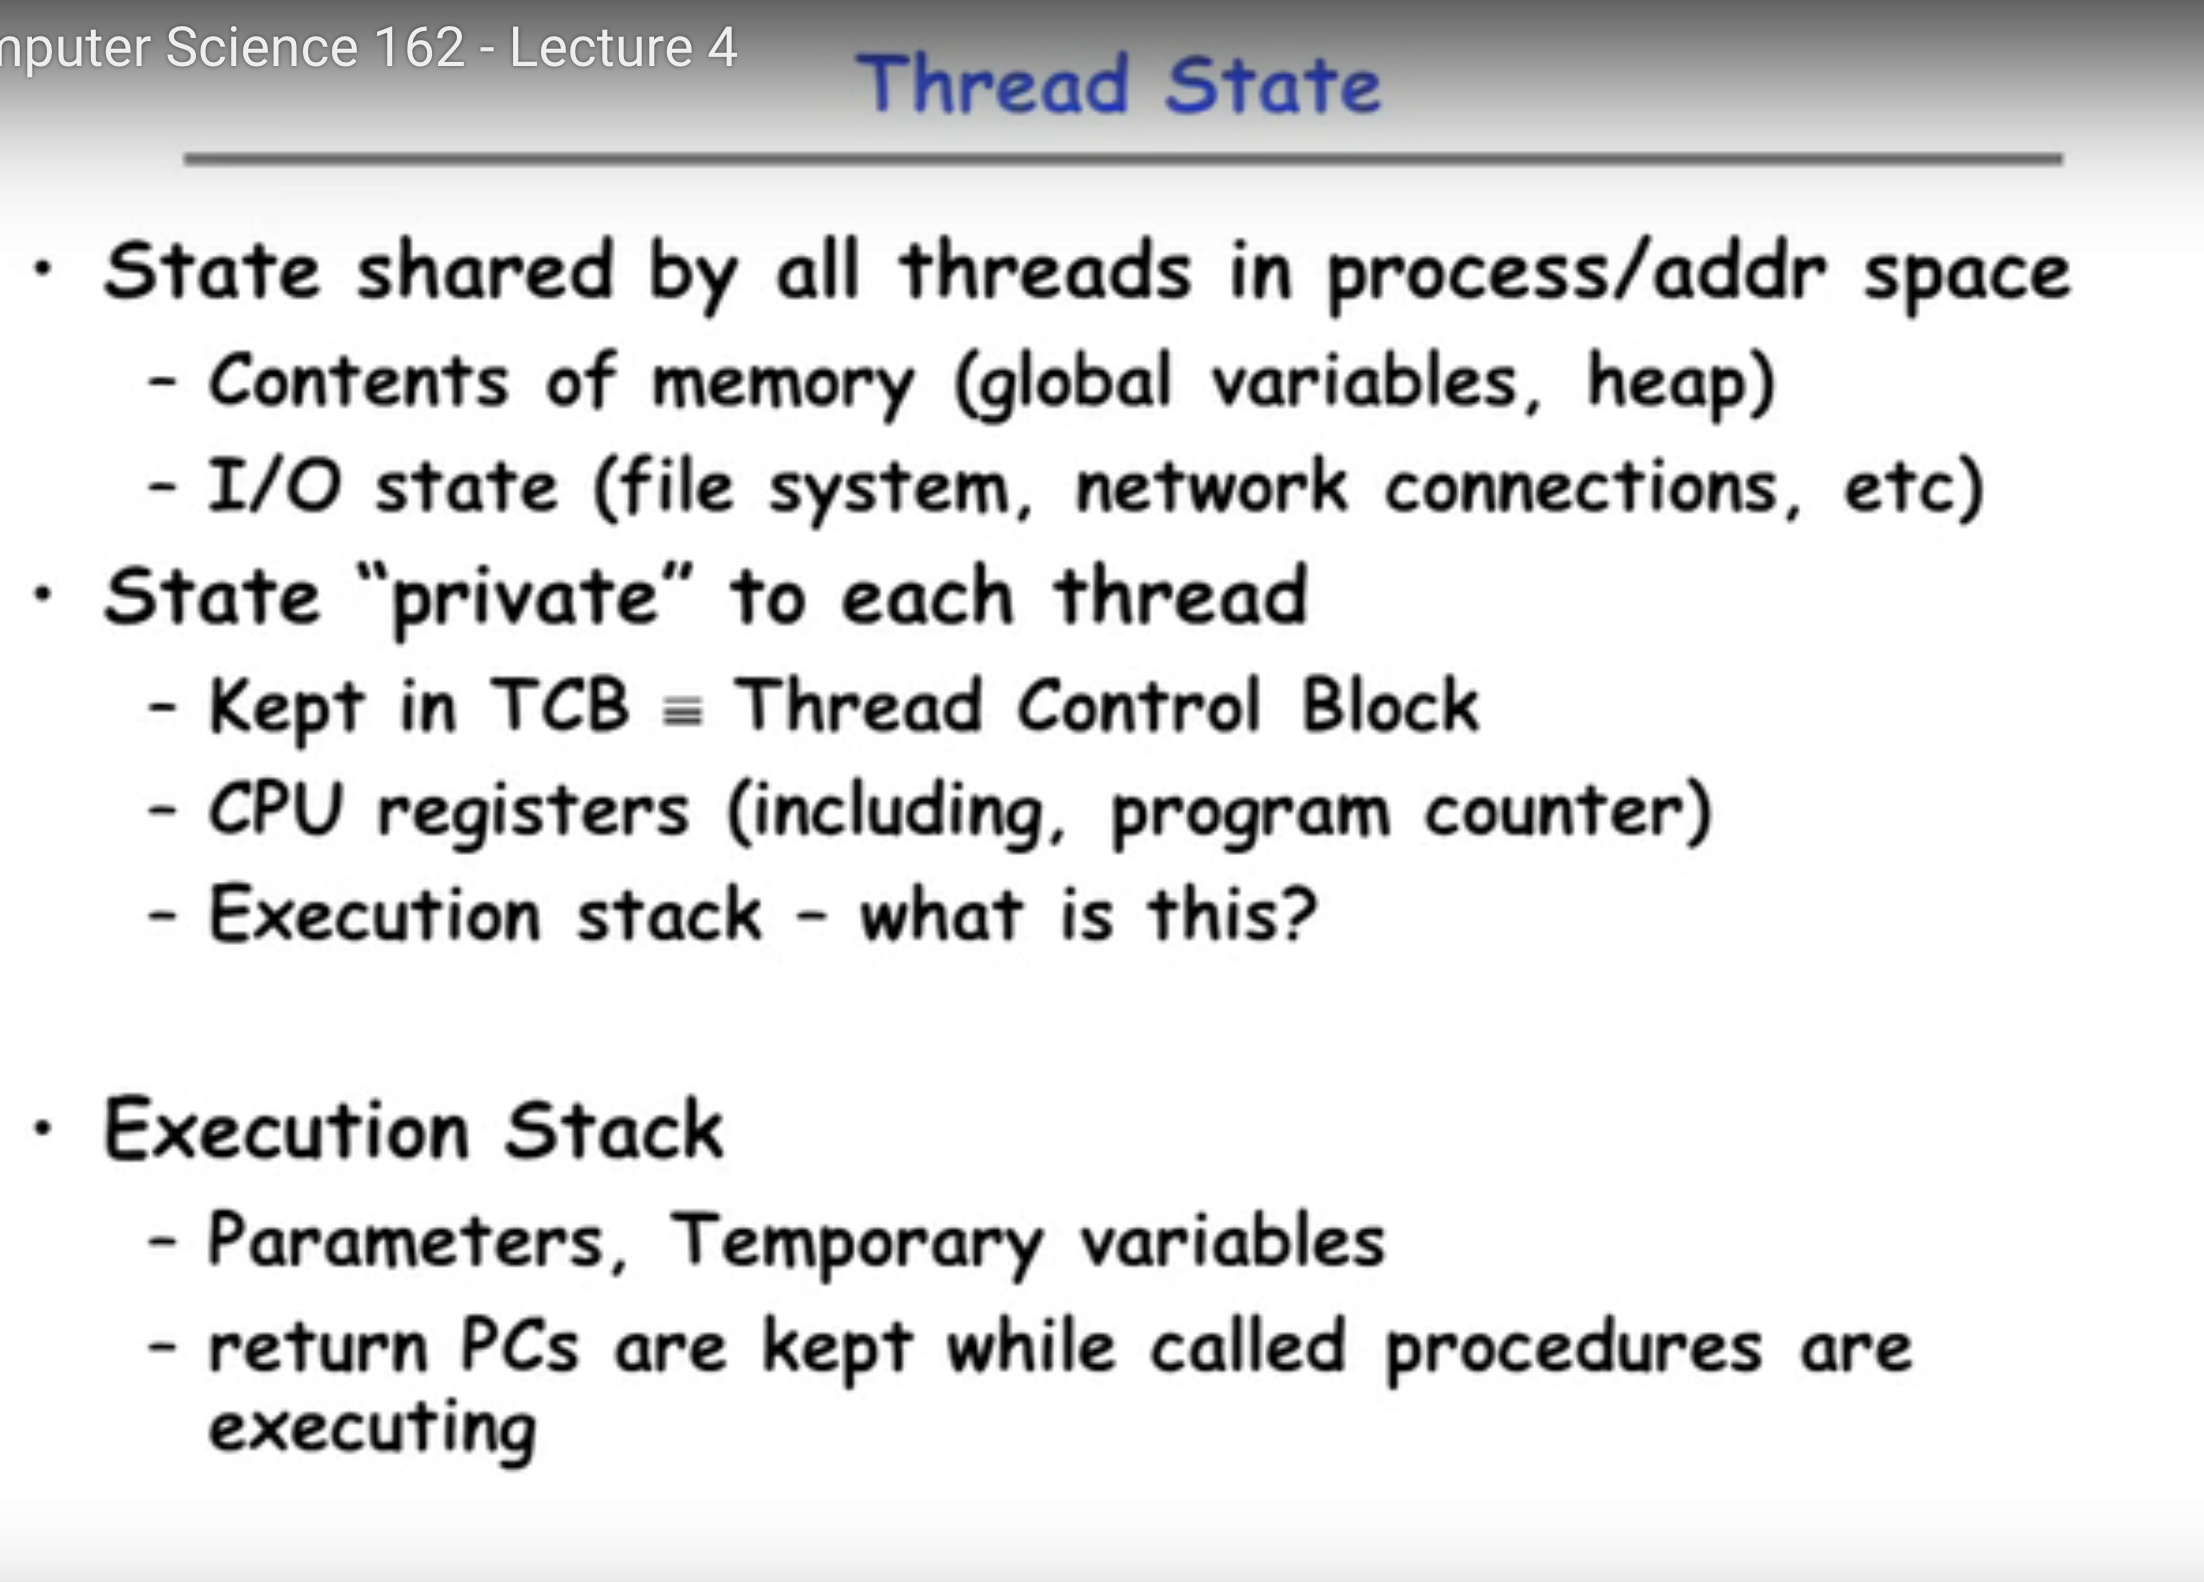 mputer Science 162 - Lecture 4
Thread State
• State shared by all threads in process/addr space
– Contents of memory (global variables, heap)
– I/O state (file system, network connections, etc)
• State “private” to each thread
– Kept in TCB ≡ Thread Control Block
– CPU registers (including, program counter)
– Execution stack – what is this?
• Execution Stack
– Parameters, Temporary variables
– return PCs are kept while called procedures are
executing